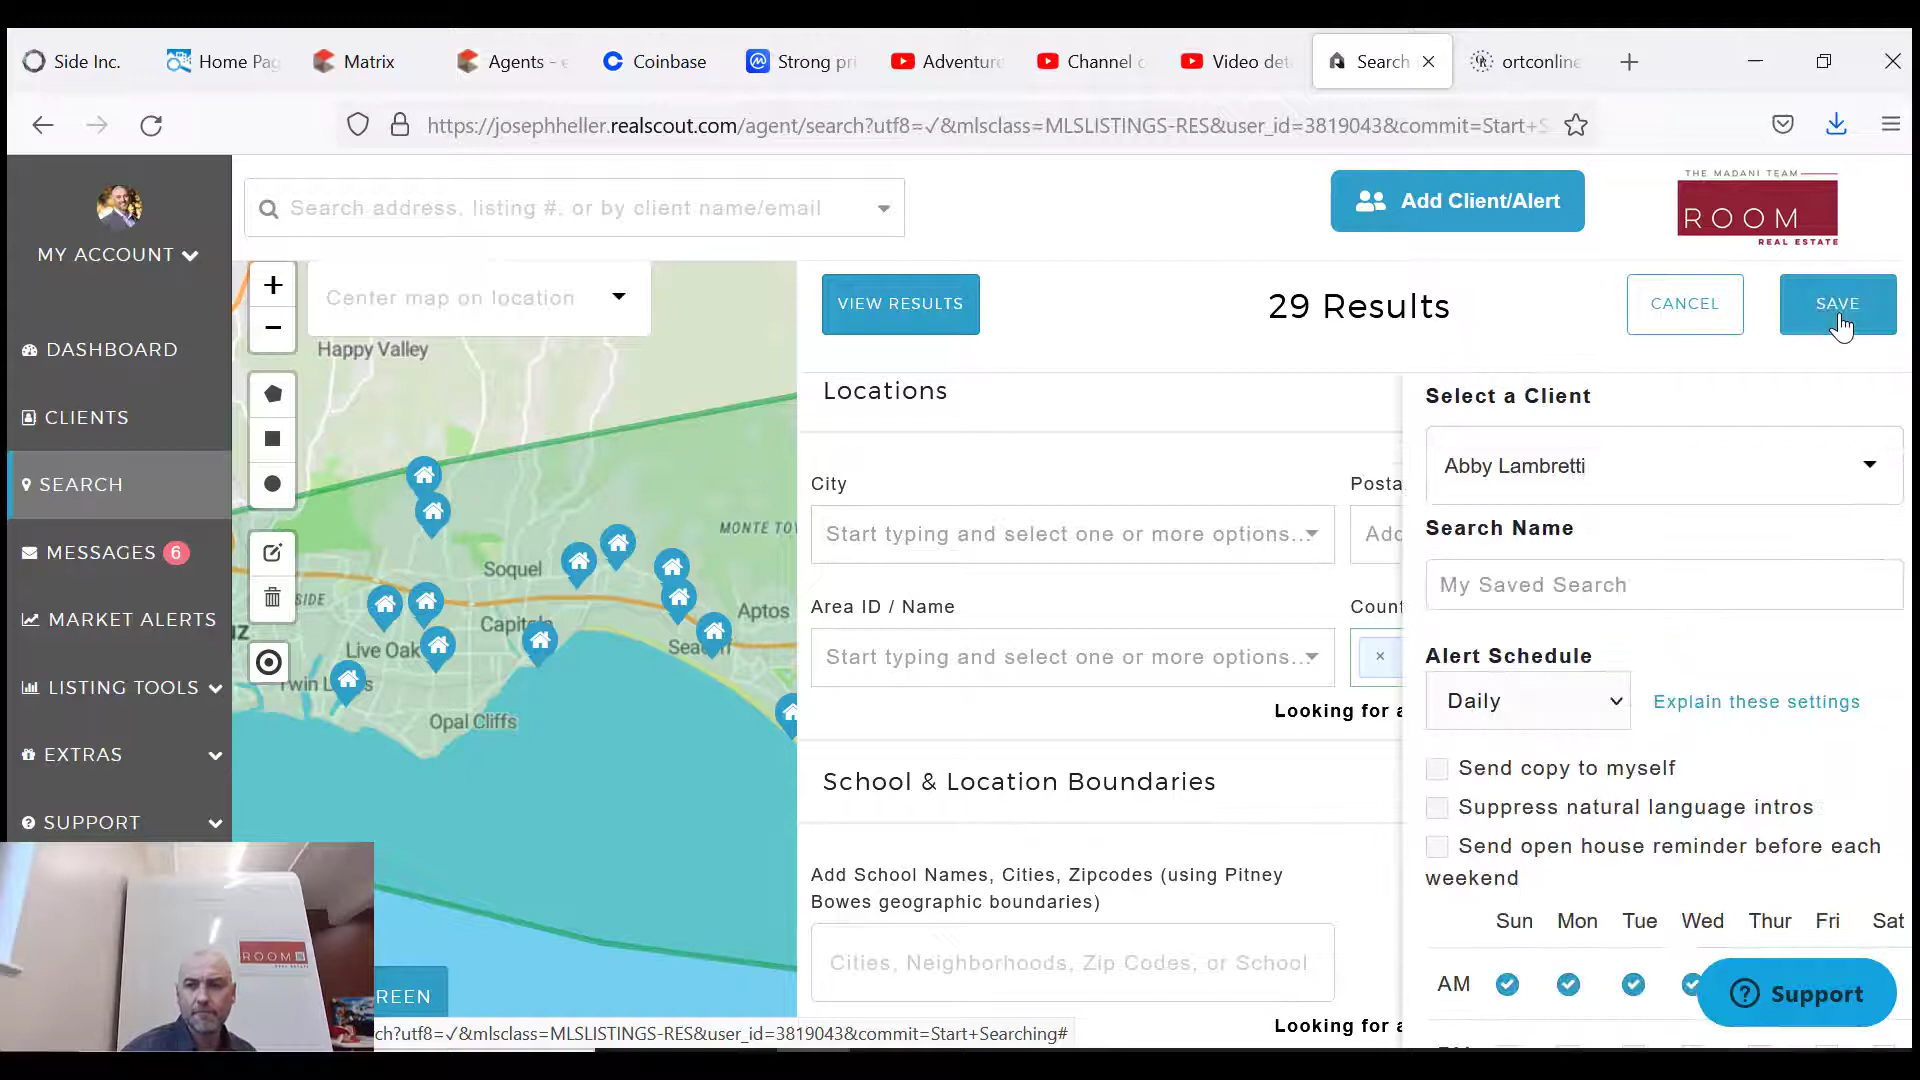 Side Inc.
Home Pag
Matrix
Agents - e
Coinbase
Strong pri
Adventure
Channel c
Video det
Search
ortconline
https://josephheller.realscout.com/agent/search?utf8=✓&mlsclass=MLSLISTINGS-RES&user_id=3819043&commit=Start+S
MY ACCOUNT
DASHBOARD
CLIENTS
SEARCH
MESSAGES 6
MARKET ALERTS
LISTING TOOLS
EXTRAS
SUPPORT
Search address, listing #, or by client name/email
Add Client/Alert
THE MADANI TEAM
ROOM
REAL ESTATE
Center map on location
Happy Valley
MONTE TO
Soquel
SIDE
Aptos
Capitola
Live Oak
Seacliff
Twin Lakes
Opal Cliffs
REEN
ROOM
VIEW RESULTS
29 Results
CANCEL
SAVE
Locations
City
Posta
Start typing and select one or more options...
Add
Area ID / Name
Count
Start typing and select one or more options...
×
Looking for a
School & Location Boundaries
Add School Names, Cities, Zipcodes (using Pitney
Bowes geographic boundaries)
Cities, Neighborhoods, Zip Codes, or School
Looking for a
Select a Client
Abby Lambretti
Search Name
My Saved Search
Alert Schedule
Daily
Explain these settings
Send copy to myself
Suppress natural language intros
Send open house reminder before each
weekend
Sun Mon Tue Wed Thur Fri Sat
AM
Support
ch?utf8=✓&mlsclass=MLSLISTINGS-RES&user_id=3819043&commit=Start+Searching#